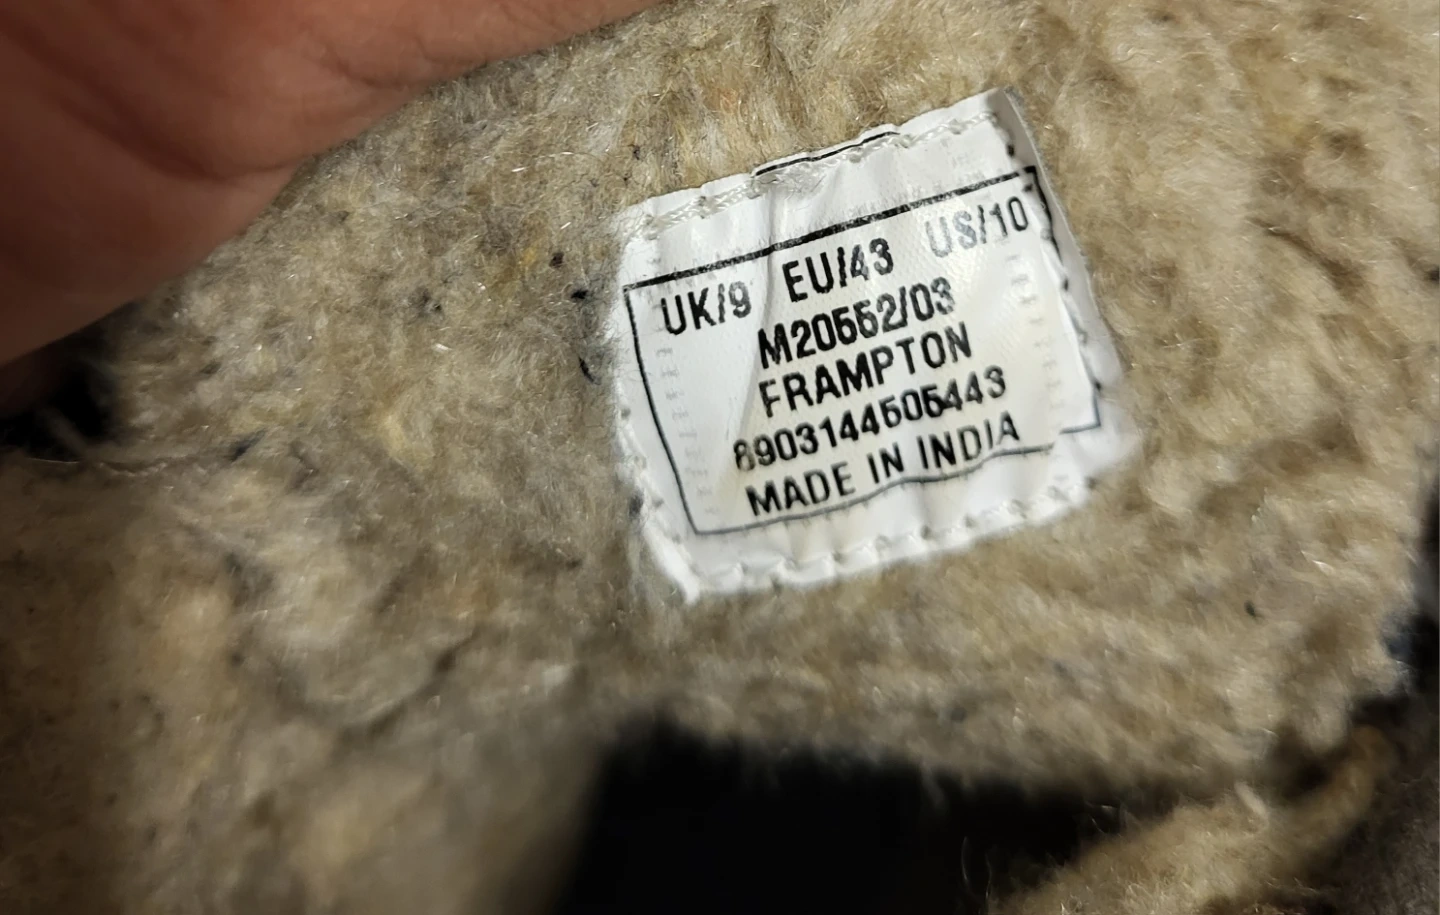 UK/9 EU/43 US/10
M20552/03
FRAMPTON
8903144505443
MADE IN INDIA